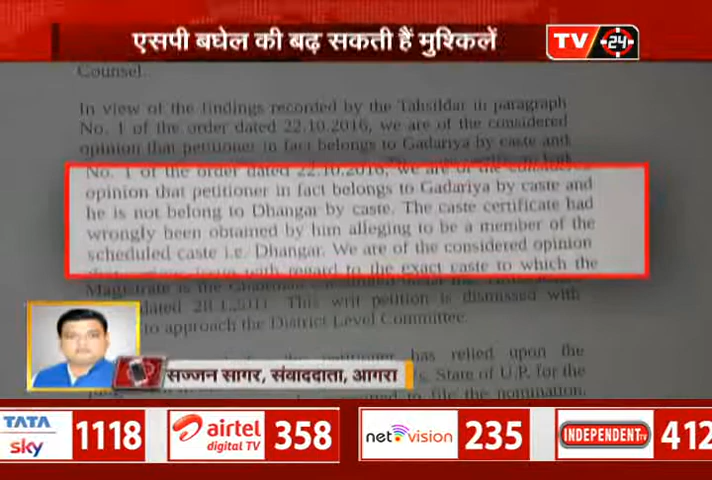 एसपी बघेल की बढ़ सकती हैं मुश्किलें
TV 24
Counsel.
In view of the findings recorded by the Tahsildar in paragraph
No. 1 of the order dated 22.10.2016, we are of the considered
opinion that petitioner in fact belongs to Gadariya by caste and
No. 1 of the order dated 22.10.2016, we are of the considered
opinion that petitioner in fact belongs to Gadariya by caste and
he is not belong to Dhangar by caste. The caste certificate had
wrongly been obtained by him alleging to be a member of the
scheduled caste i.e. Dhangar. We are of the considered opinion
with regard to the exact caste to which the
Magistrate is the
dated 28.1.2011. This writ petition is dismissed with
to approach the District Level Committee.
has relied upon the
सज्जन सागर, संवाददाता, आगरा
State of U.P. for the
to file the nomination.
TATA sky 1118
airtel digital TV 358
net vision 235
INDEPENDENT TV 412